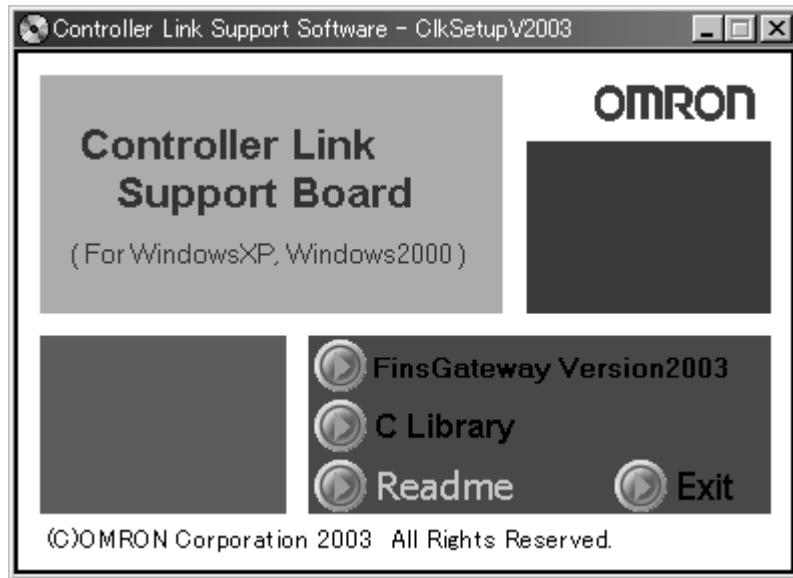 Controller Link Support Software - ClkSetupV2003
OMRON
Controller Link
Support Board
(For WindowsXP, Windows2000)
FinsGateway Version2003
C Library
Readme
Exit
(C)OMRON Corporation 2003 All Rights Reserved.